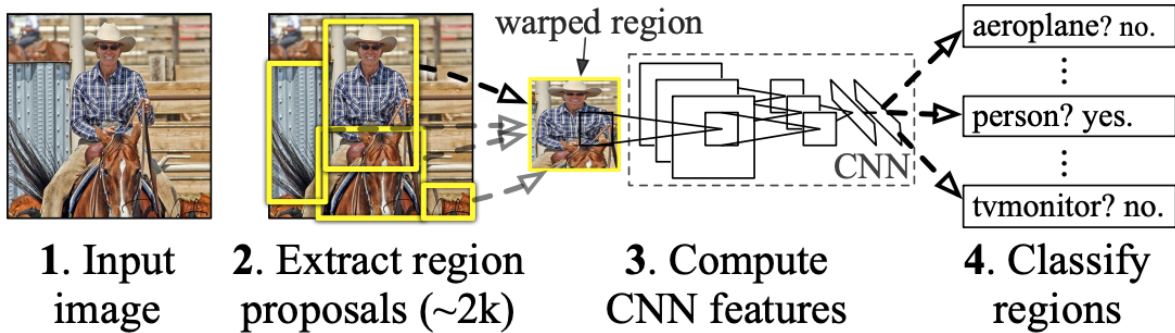 warped region
aeroplane? no.
person? yes.
CNN
tvmonitor? no.
1. Input image
2. Extract region proposals (~2k)
3. Compute CNN features
4. Classify regions